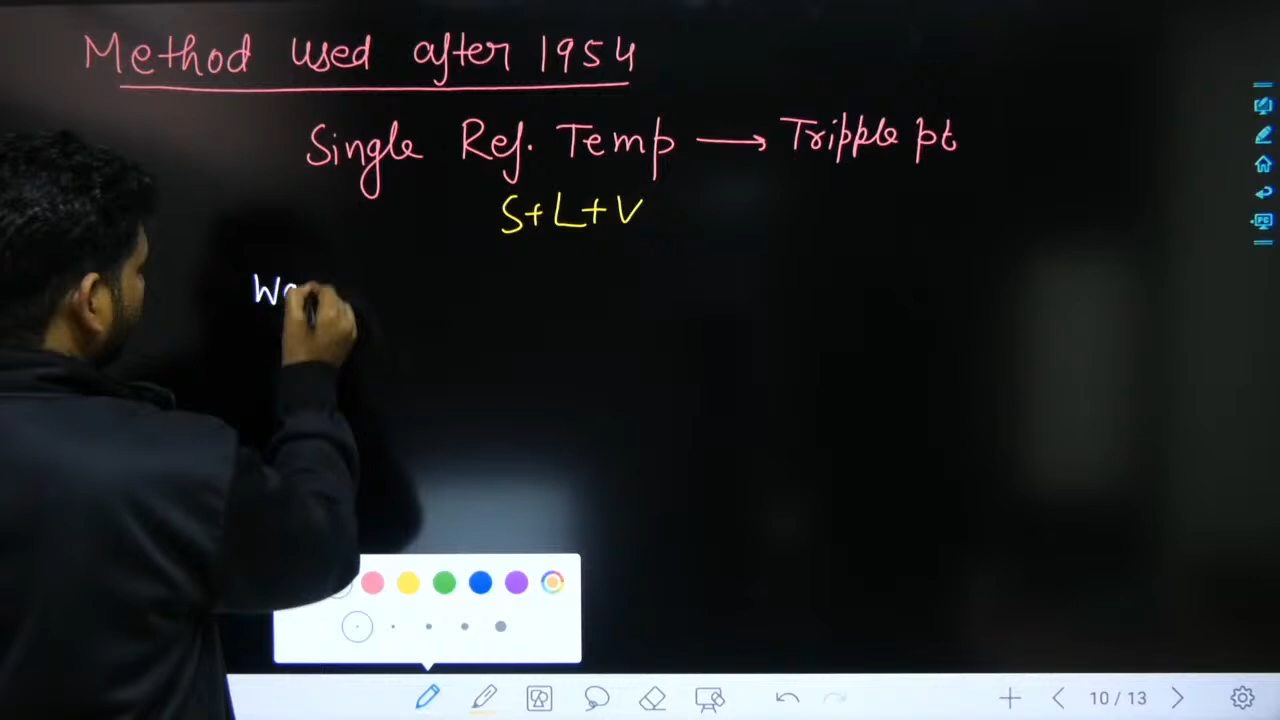 Method used after 1954
Single Ref. Temp → Tripple pt
S+L+V
10 / 13